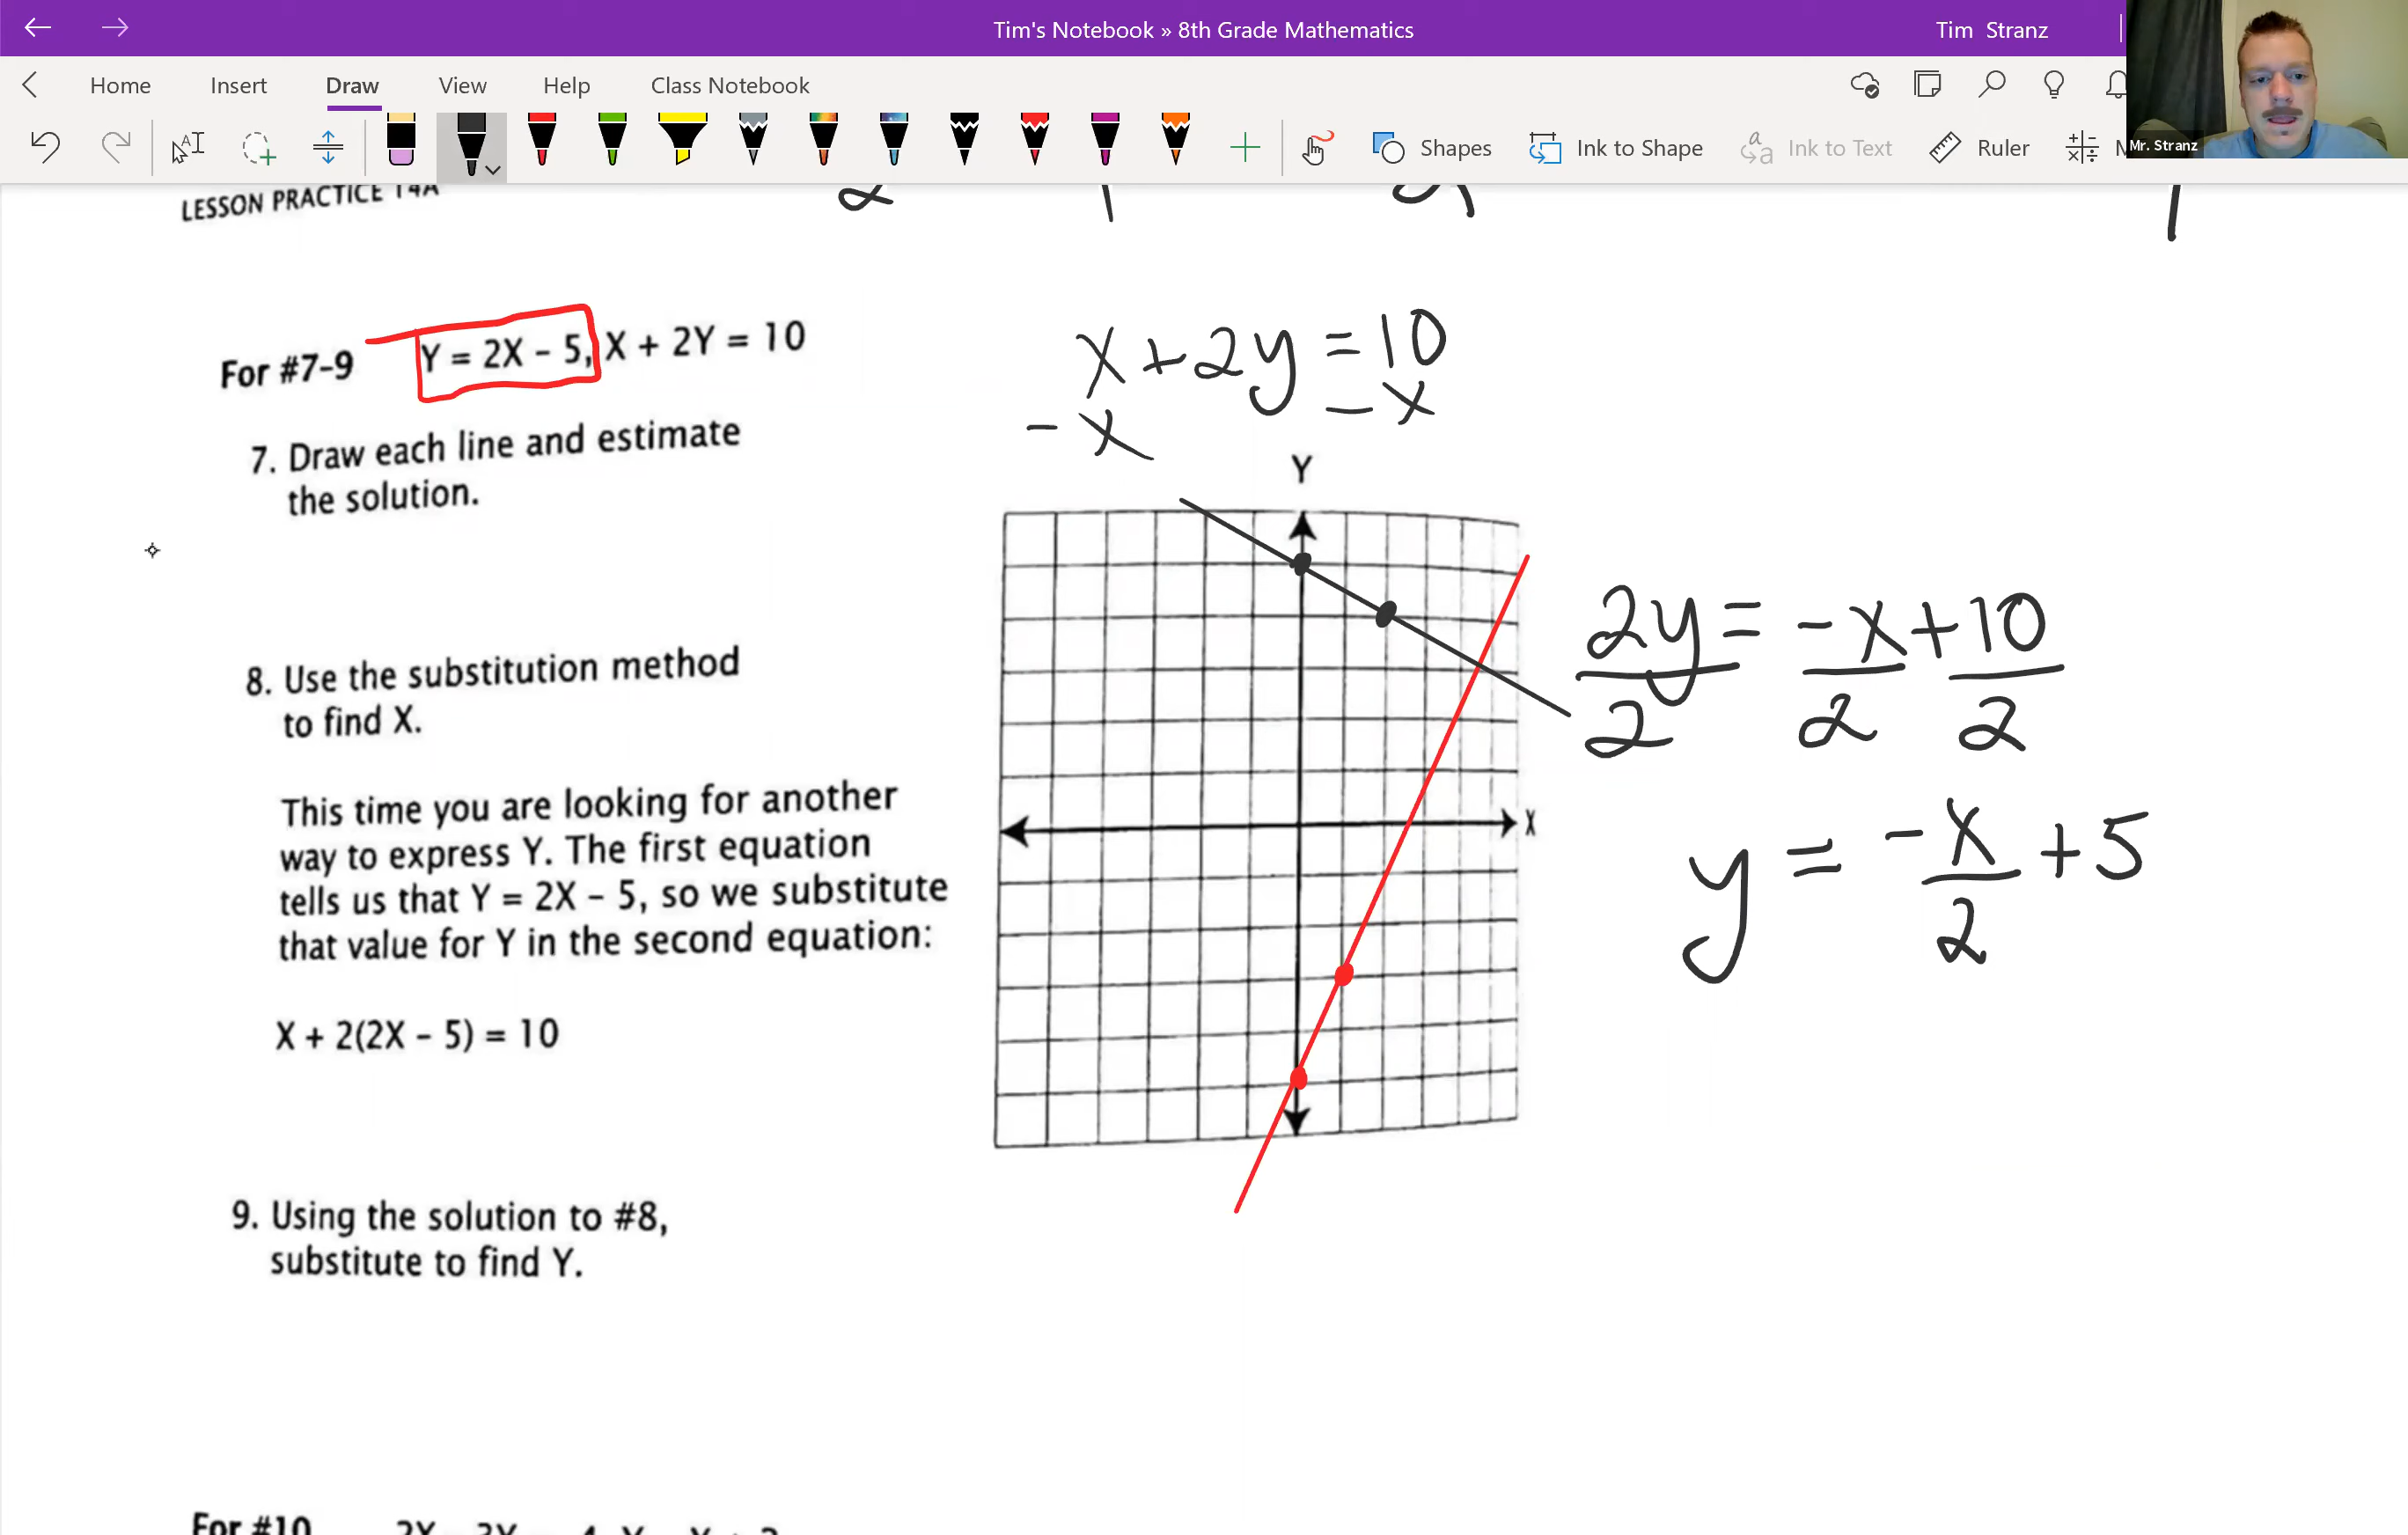 Tim's Notebook » 8th Grade Mathematics
Tim Stranz
Home Insert Draw View Help Class Notebook
Shapes Ink to Shape Ink to Text Ruler
Mr. Stranz
LESSON PRACTICE 14A
For #7-9 Y = 2X - 5, X + 2Y = 10
x + 2y = 10
- x - x
7. Draw each line and estimate
the solution.
Y
X
2y = -x + 10
2 2 2
y = -x + 5
2
8. Use the substitution method
to find X.
This time you are looking for another
way to express Y. The first equation
tells us that Y = 2X - 5, so we substitute
that value for Y in the second equation:
X + 2(2X - 5) = 10
9. Using the solution to #8,
substitute to find Y.
For #10